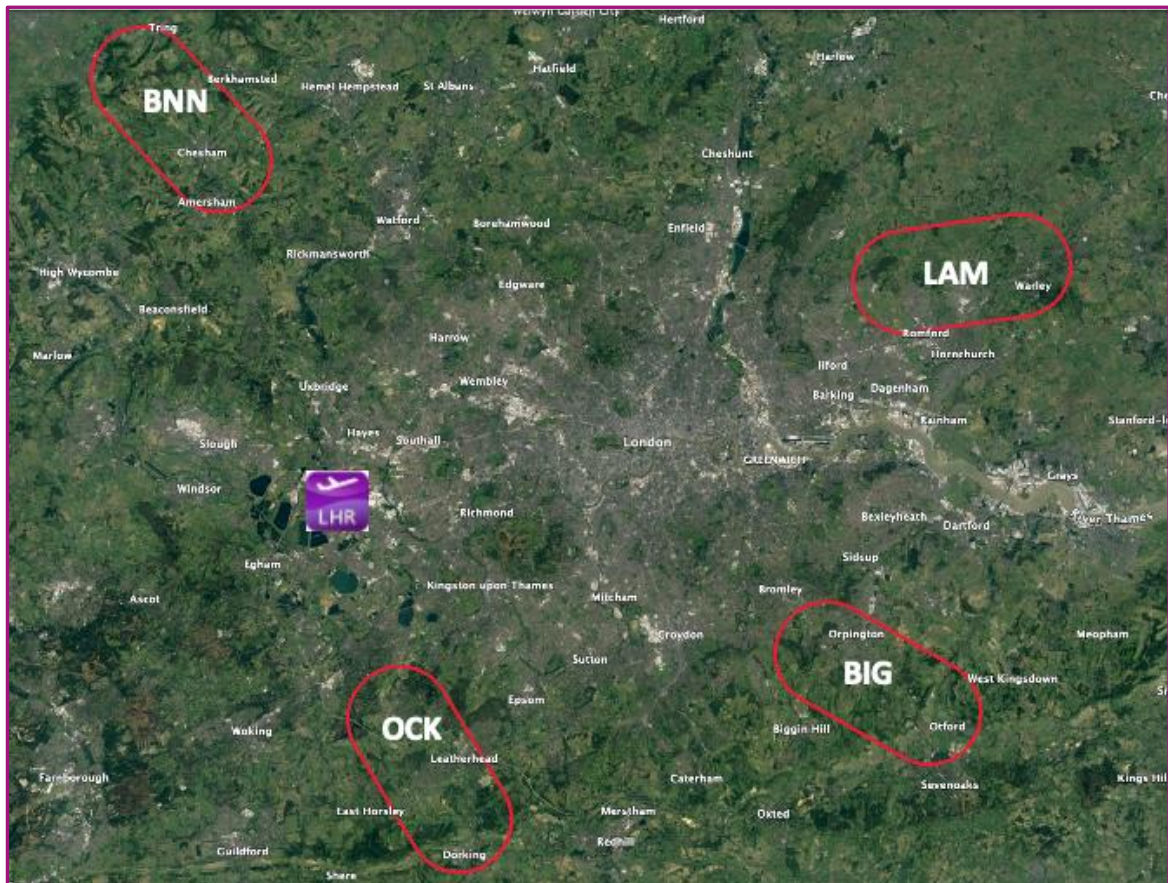 Welwyn Garden City
Hertford
Tring
Harlow
Hatfield
Berkhamsted
Hemel Hempstead
St Albans
BNN
Chesham
Cheshunt
Amersham
Watford
Borehamwood
Enfield
Rickmansworth
High Wycombe
LAM
Edgware
Warley
Beaconsfield
Harrow
Romford
Marlow
Hornchurch
Ilford
Uxbridge
Wembley
Dagenham
Barking
Rainham
Hayes
Southall
London
Slough
GREENWICH
Grays
Windsor
LHR
Richmond
Bexleyheath
Dartford
River Thames
Sidcup
Egham
Kingston upon Thames
Bromley
Ascot
Mitcham
Croydon
Orpington
Meopham
Sutton
BIG
West Kingsdown
Epsom
OCK
Woking
Biggin Hill
Otford
Leatherhead
Farnborough
Caterham
Sevenoaks
East Horsley
Merstham
Oxted
Redhill
Guildford
Dorking
Shere